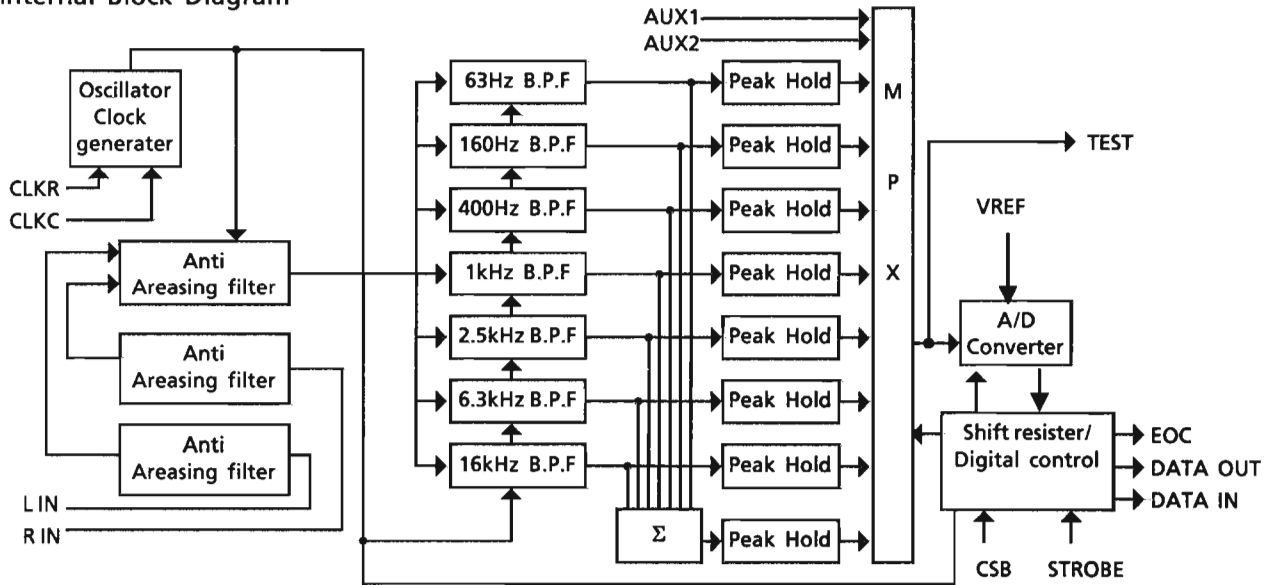 Internal Block Diagram
AUX1
AUX2
Oscillator
Clock
generater
CLKR
CLKC
Anti
Areasing filter
Anti
Areasing filter
Anti
Areasing filter
L IN
R IN
63Hz B.P.F
160Hz B.P.F
400Hz B.P.F
1kHz B.P.F
2.5kHz B.P.F
6.3kHz B.P.F
16kHz B.P.F
Σ
Peak Hold
Peak Hold
Peak Hold
Peak Hold
Peak Hold
Peak Hold
Peak Hold
Peak Hold
M
P
X
TEST
VREF
A/D
Converter
Shift resister/
Digital control
EOC
DATA OUT
DATA IN
CSB
STROBE